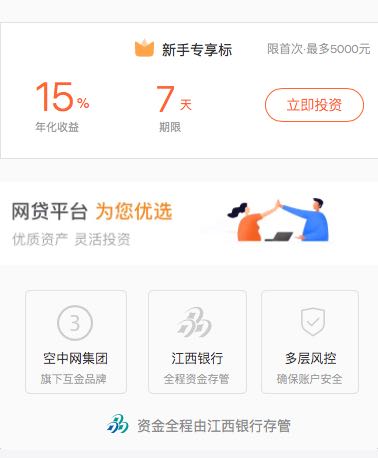 新手专享标
限首次·最多5000元
15%
7天
立即投资
年化收益
期限
网贷平台 为您优选
优质资产 灵活投资
3
空中网集团
江西银行
多层风控
旗下互金品牌
全程资金存管
确保账户安全
资金全程由江西银行存管